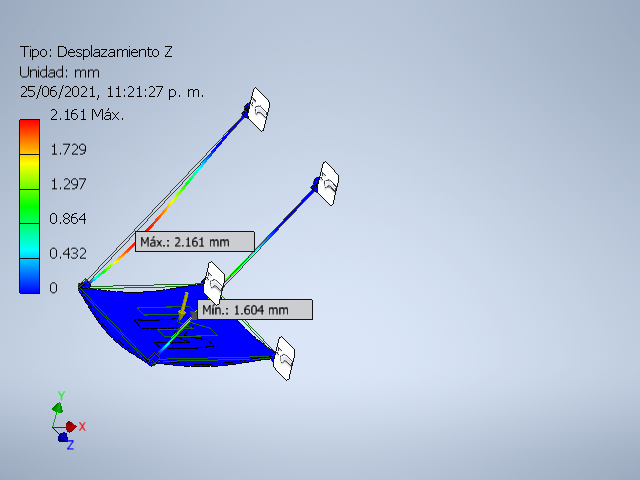 Tipo: Desplazamiento Z
Unidad: mm
25/06/2021, 11:21:27 p. m.
2.161 Máx.
1.729
1.297
0.864
0.432
0
Máx.: 2.161 mm
Mín.: 1.604 mm
Y
X
Z